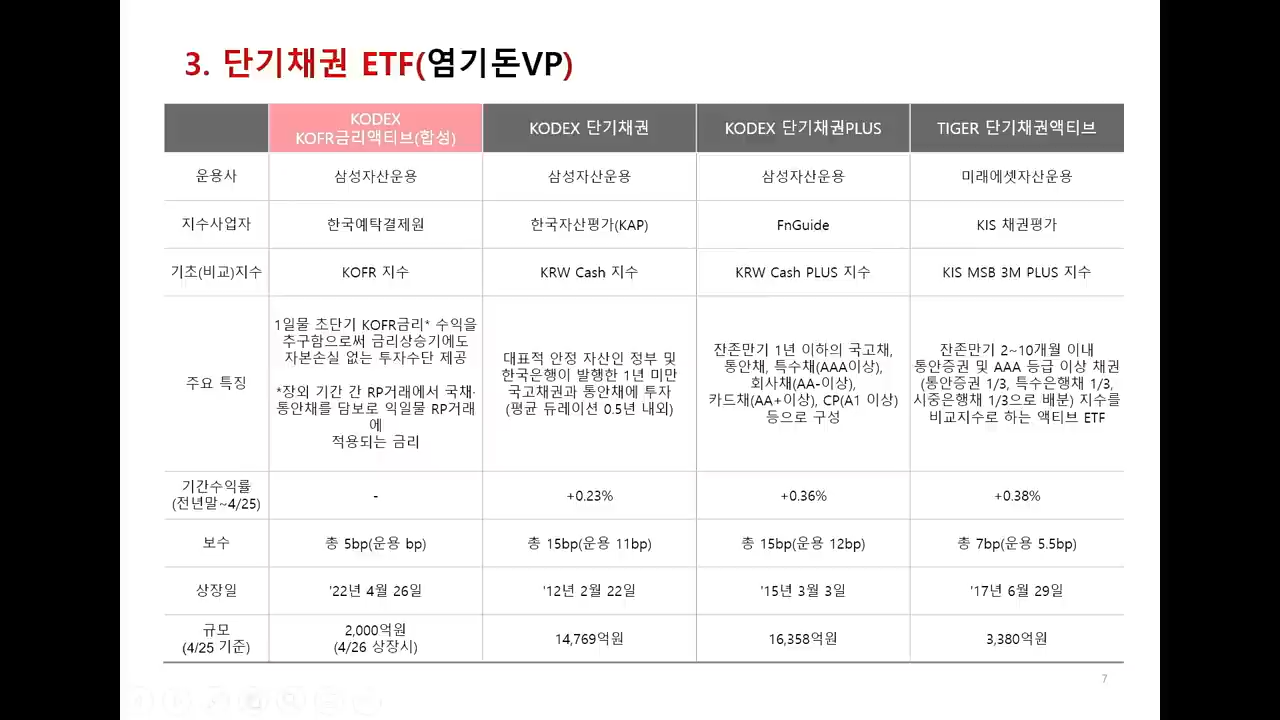 3. 단기채권 ETF(염기돈VP)
KODEX
KOFR금리액티브(합성)
KODEX 단기채권
KODEX 단기채권PLUS
TIGER 단기채권액티브
운용사
삼성자산운용
삼성자산운용
삼성자산운용
미래에셋자산운용
지수사업자
한국예탁결제원
한국자산평가(KAP)
FnGuide
KIS 채권평가
기초(비교)지수
KOFR 지수
KRW Cash 지수
KRW Cash PLUS 지수
KIS MSB 3M PLUS 지수
주요 특징
1일물 초단기 KOFR금리* 수익을
추구함으로써 금리상승기에도
자본손실 없는 투자수단 제공
*장외 기간 간 RP거래에서 국채·
통안채를 담보로 익일물 RP거래
에
적용되는 금리
대표적 안정 자산인 정부 및
한국은행이 발행한 1년 미만
국고채권과 통안채에 투자
(평균 듀레이션 0.5년 내외)
잔존만기 1년 이하의 국고채,
통안채, 특수채(AAA이상),
회사채(AA-이상),
카드채(AA+이상), CP(A1 이상)
등으로 구성
잔존만기 2~10개월 이내
통안증권 및 AAA 등급 이상 채권
(통안증권 1/3, 특수은행채 1/3,
시중은행채 1/3으로 배분) 지수를
비교지수로 하는 액티브 ETF
기간수익률
(전년말~4/25)
-
+0.23%
+0.36%
+0.38%
보수
총 5bp(운용 bp)
총 15bp(운용 11bp)
총 15bp(운용 12bp)
총 7bp(운용 5.5bp)
상장일
'22년 4월 26일
'12년 2월 22일
'15년 3월 3일
'17년 6월 29일
규모
(4/25 기준)
2,000억원
(4/26 상장시)
14,769억원
16,358억원
3,380억원
7